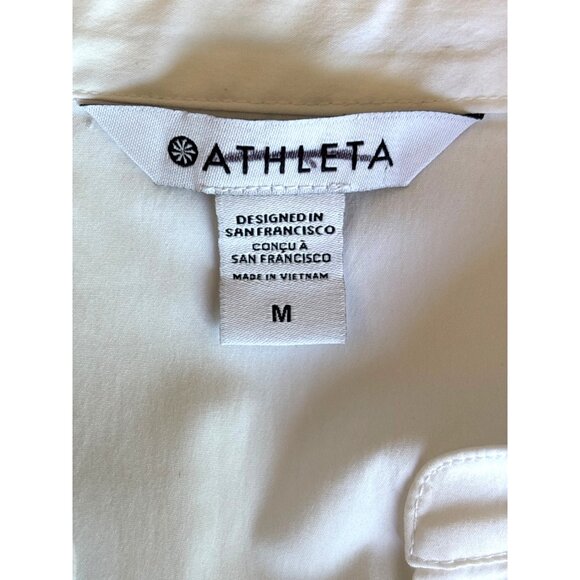 ATHLETA
DESIGNED IN
SAN FRANCISCO
CONÇU À
SAN FRANCISCO
MADE IN VIETNAM
M